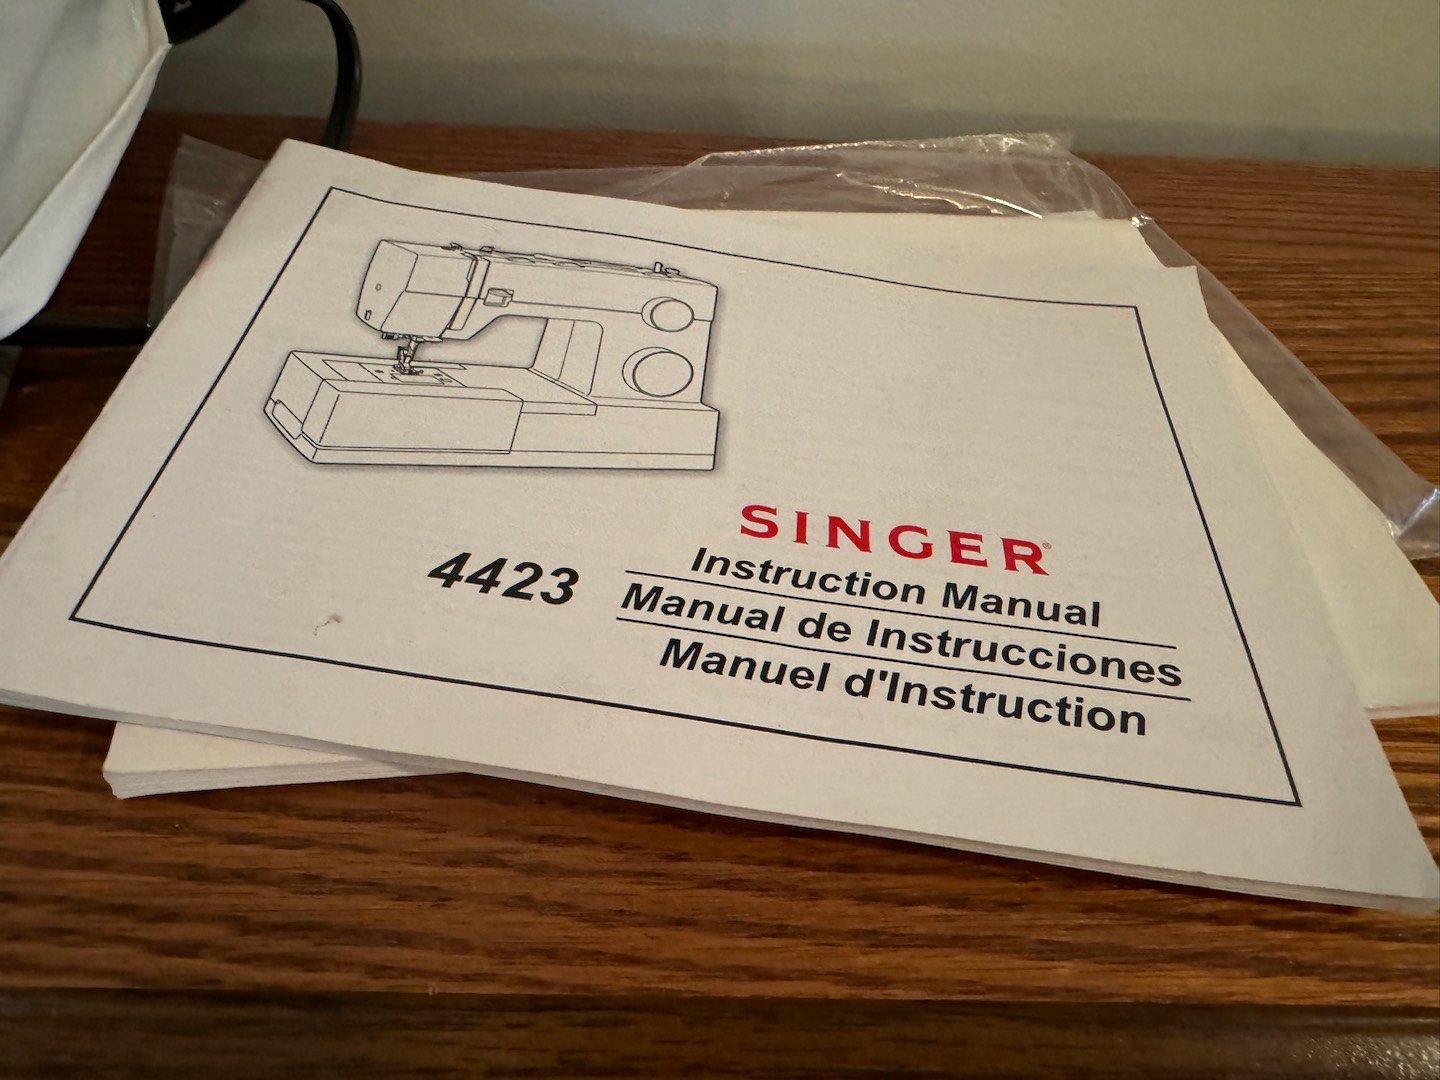 SINGER®
4423
Instruction Manual
Manual de Instrucciones
Manuel d'Instruction